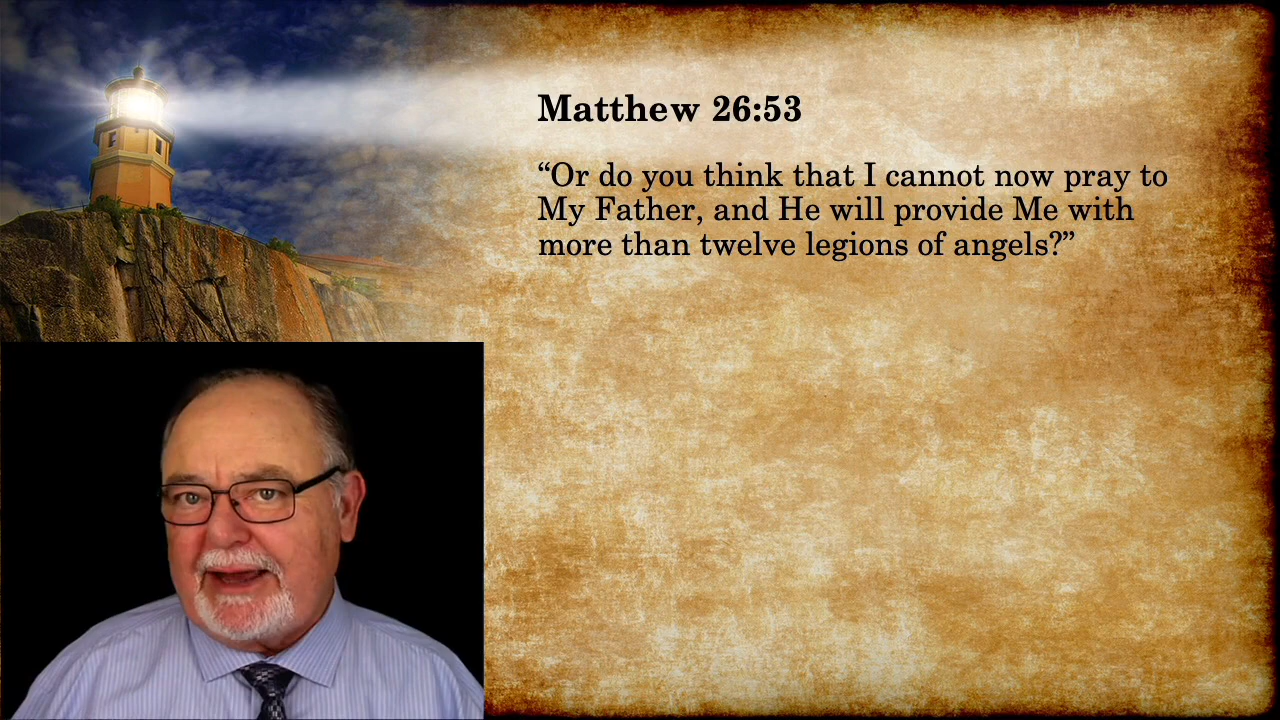 Matthew 26:53
“Or do you think that I cannot now pray to
My Father, and He will provide Me with
more than twelve legions of angels?”